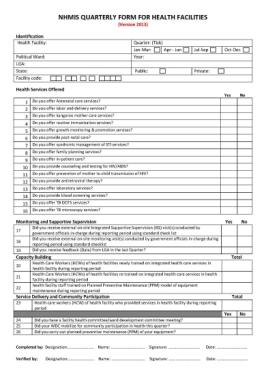 NHMIS QUARTERLY FORM FOR HEALTH FACILITIES
(Version 2013)
Identification
Health Facility:
Quarter: (Tick)
Jan-Mar Apr - Jun Jul-Sep Oct-Dec
Political Ward:
Year:
LGA:
State:
Public: Private:
Facility code:
Health Services Offered
Yes No
1 Do you offer Antenatal care services?
2 Do you offer labor and delivery services?
3 Do you offer kangaroo mother care services?
4 Do you offer routine immunization services?
5 Do you offer growth monitoring & promotion services?
6 Do you provide post-natal care?
7 Do you offer syndromic management of STI services?
8 Do you offer family planning services?
9 Do you offer in-patient care?
10 Do you provide counseling and testing for HIV/AIDS?
11 Do you offer prevention of mother to child transmission of HIV?
12 Do you provide antiretroviral therapy?
13 Do you offer laboratory services?
14 Do you provide blood screening services?
15 Do you offer TB DOTS services?
16 Do you offer TB microscopy services?
Monitoring and Supportive Supervision Yes No
17 Did you receive external on-site Integrated Supportive Supervision (ISS) visit(s) conducted by
government officials in-charge during reporting period using standard check list
18 Did you receive external on-site monitoring visit(s) conducted by government officials in charge during
reporting period using standard checklist
19 Did you receive feedback (Data) from LGA in the last Quarter?
Capacity Building Total
20 Health Care Workers (HCWs) of health facilities newly trained on integrated health care services in
health facility during reporting period
21 Health Care Workers (HCWs) of health facilities re trained on integrated health care services in health
facility during reporting period
22 Health facility staff trained on Planned Preventive Maintenance (PPM) model of equipment
maintenance during reporting period
Service Delivery and Community Participation Total
23 Health care workers (HCW) of health facility who provided services in health facility during reporting
period
Yes No
24 Did you have a facility health committee/ward development committee meeting?
25 Did your WDC mobilize for community participation in health this quarter?
26 Did you carry out planned preventive maintenance (PPM) of your equipment?
Completed by: Designation.................. Name: .................. Signature .................. Date: ..................
Verified by: Designation.................. Name: .................. Signature: .................. Date: ..................